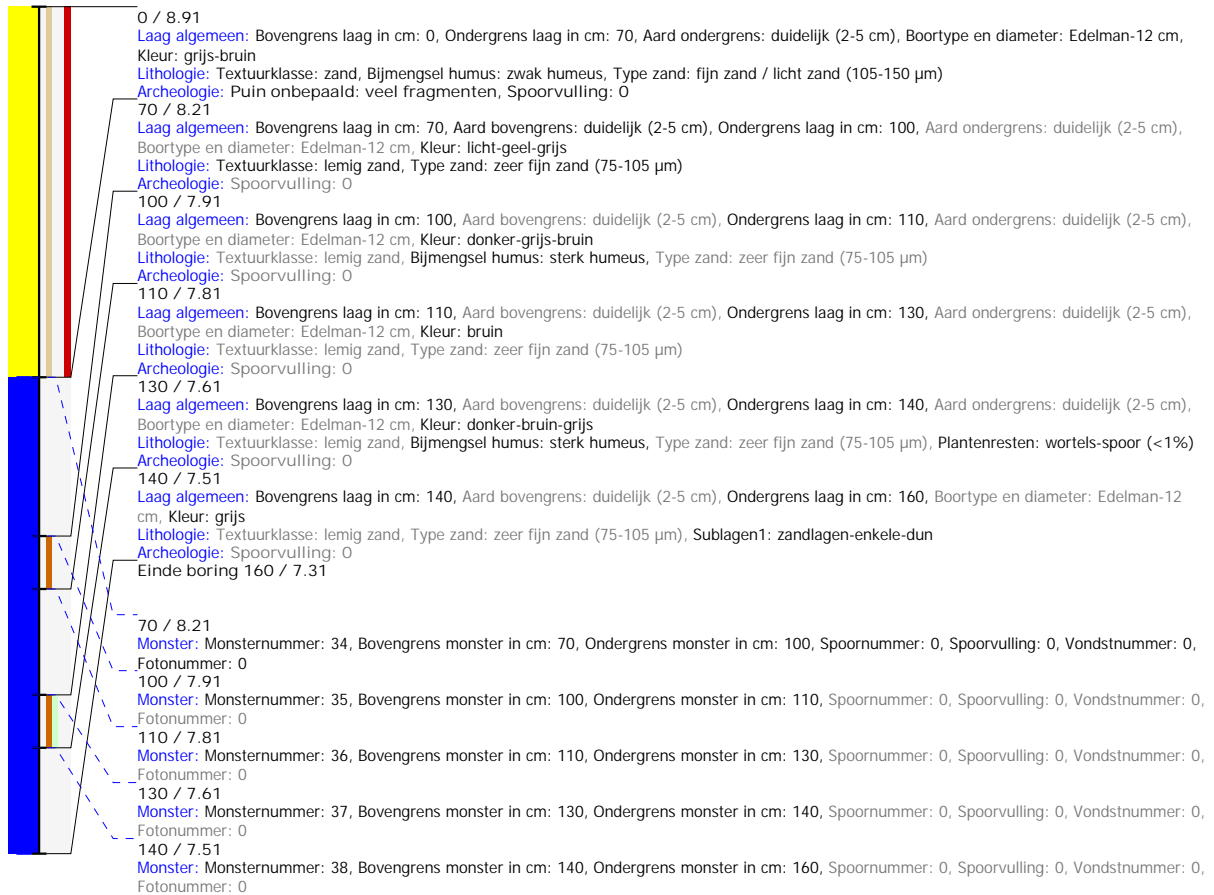 0 / 8.91
Laag algemeen: Bovengrens laag in cm: 0, Ondergrens laag in cm: 70, Aard ondergrens: duidelijk (2-5 cm), Boortype en diameter: Edelman-12 cm,
Kleur: grijs-bruin
Lithologie: Textuurklasse: zand, Bijmengsel humus: zwak humeus, Type zand: fijn zand / licht zand (105-150 µm)
Archeologie: Puin onbepaald: veel fragmenten, Spoorvulling: 0
70 / 8.21
Laag algemeen: Bovengrens laag in cm: 70, Aard bovengrens: duidelijk (2-5 cm), Ondergrens laag in cm: 100, Aard ondergrens: duidelijk (2-5 cm),
Boortype en diameter: Edelman-12 cm, Kleur: licht-geel-grijs
Lithologie: Textuurklasse: lemig zand, Type zand: zeer fijn zand (75-105 µm)
Archeologie: Spoorvulling: 0
100 / 7.91
Laag algemeen: Bovengrens laag in cm: 100, Aard bovengrens: duidelijk (2-5 cm), Ondergrens laag in cm: 110, Aard ondergrens: duidelijk (2-5 cm),
Boortype en diameter: Edelman-12 cm, Kleur: donker-grijs-bruin
Lithologie: Textuurklasse: lemig zand, Bijmengsel humus: sterk humeus, Type zand: zeer fijn zand (75-105 µm)
Archeologie: Spoorvulling: 0
110 / 7.81
Laag algemeen: Bovengrens laag in cm: 110, Aard bovengrens: duidelijk (2-5 cm), Ondergrens laag in cm: 130, Aard ondergrens: duidelijk (2-5 cm),
Boortype en diameter: Edelman-12 cm, Kleur: bruin
Lithologie: Textuurklasse: lemig zand, Type zand: zeer fijn zand (75-105 µm)
Archeologie: Spoorvulling: 0
130 / 7.61
Laag algemeen: Bovengrens laag in cm: 130, Aard bovengrens: duidelijk (2-5 cm), Ondergrens laag in cm: 140, Aard ondergrens: duidelijk (2-5 cm),
Boortype en diameter: Edelman-12 cm, Kleur: donker-bruin-grijs
Lithologie: Textuurklasse: lemig zand, Bijmengsel humus: sterk humeus, Type zand: zeer fijn zand (75-105 µm), Plantenresten: wortels-spoor (<1%)
Archeologie: Spoorvulling: 0
140 / 7.51
Laag algemeen: Bovengrens laag in cm: 140, Aard bovengrens: duidelijk (2-5 cm), Ondergrens laag in cm: 160, Boortype en diameter: Edelman-12
cm, Kleur: grijs
Lithologie: Textuurklasse: lemig zand, Type zand: zeer fijn zand (75-105 µm), Sublagen1: zandlagen-enkele-dun
Archeologie: Spoorvulling: 0
Einde boring 160 / 7.31
70 / 8.21
Monster: Monsternummer: 34, Bovengrens monster in cm: 70, Ondergrens monster in cm: 100, Spoornummer: 0, Spoorvulling: 0, Vondstnummer: 0,
Fotonummer: 0
100 / 7.91
Monster: Monsternummer: 35, Bovengrens monster in cm: 100, Ondergrens monster in cm: 110, Spoornummer: 0, Spoorvulling: 0, Vondstnummer: 0,
Fotonummer: 0
110 / 7.81
Monster: Monsternummer: 36, Bovengrens monster in cm: 110, Ondergrens monster in cm: 130, Spoornummer: 0, Spoorvulling: 0, Vondstnummer: 0,
Fotonummer: 0
130 / 7.61
Monster: Monsternummer: 37, Bovengrens monster in cm: 130, Ondergrens monster in cm: 140, Spoornummer: 0, Spoorvulling: 0, Vondstnummer: 0,
Fotonummer: 0
140 / 7.51
Monster: Monsternummer: 38, Bovengrens monster in cm: 140, Ondergrens monster in cm: 160, Spoornummer: 0, Spoorvulling: 0, Vondstnummer: 0,
Fotonummer: 0